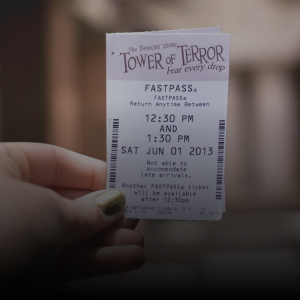 The Twilight Zone
TOWER OF TERROR
Fear every drop
FASTPASS®
FASTPASS®
Return Anytime Between
12:30 PM
AND
1:30 PM
SAT JUN 01 2013
Not able to
accomodate
late arrivals.
Another FASTPASS® ticket
will be available
after 12:30pm